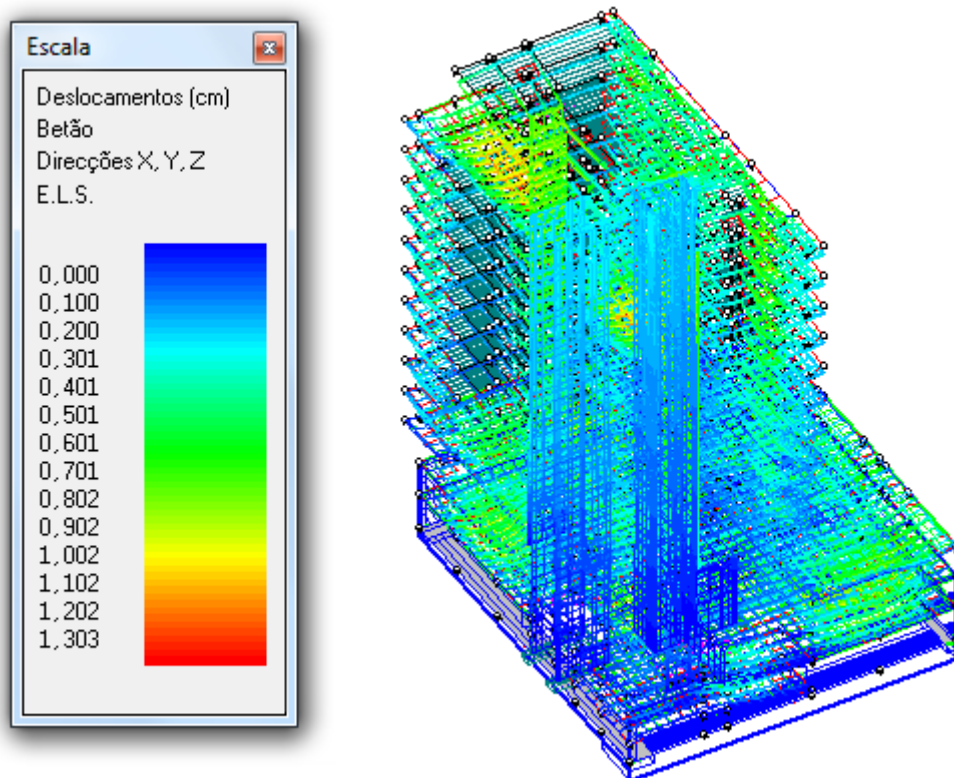 Escala
Deslocamentos (cm)
Betão
Direcções X, Y, Z
E.L.S.
0,000
0,100
0,200
0,301
0,401
0,501
0,601
0,701
0,802
0,902
1,002
1,102
1,202
1,303